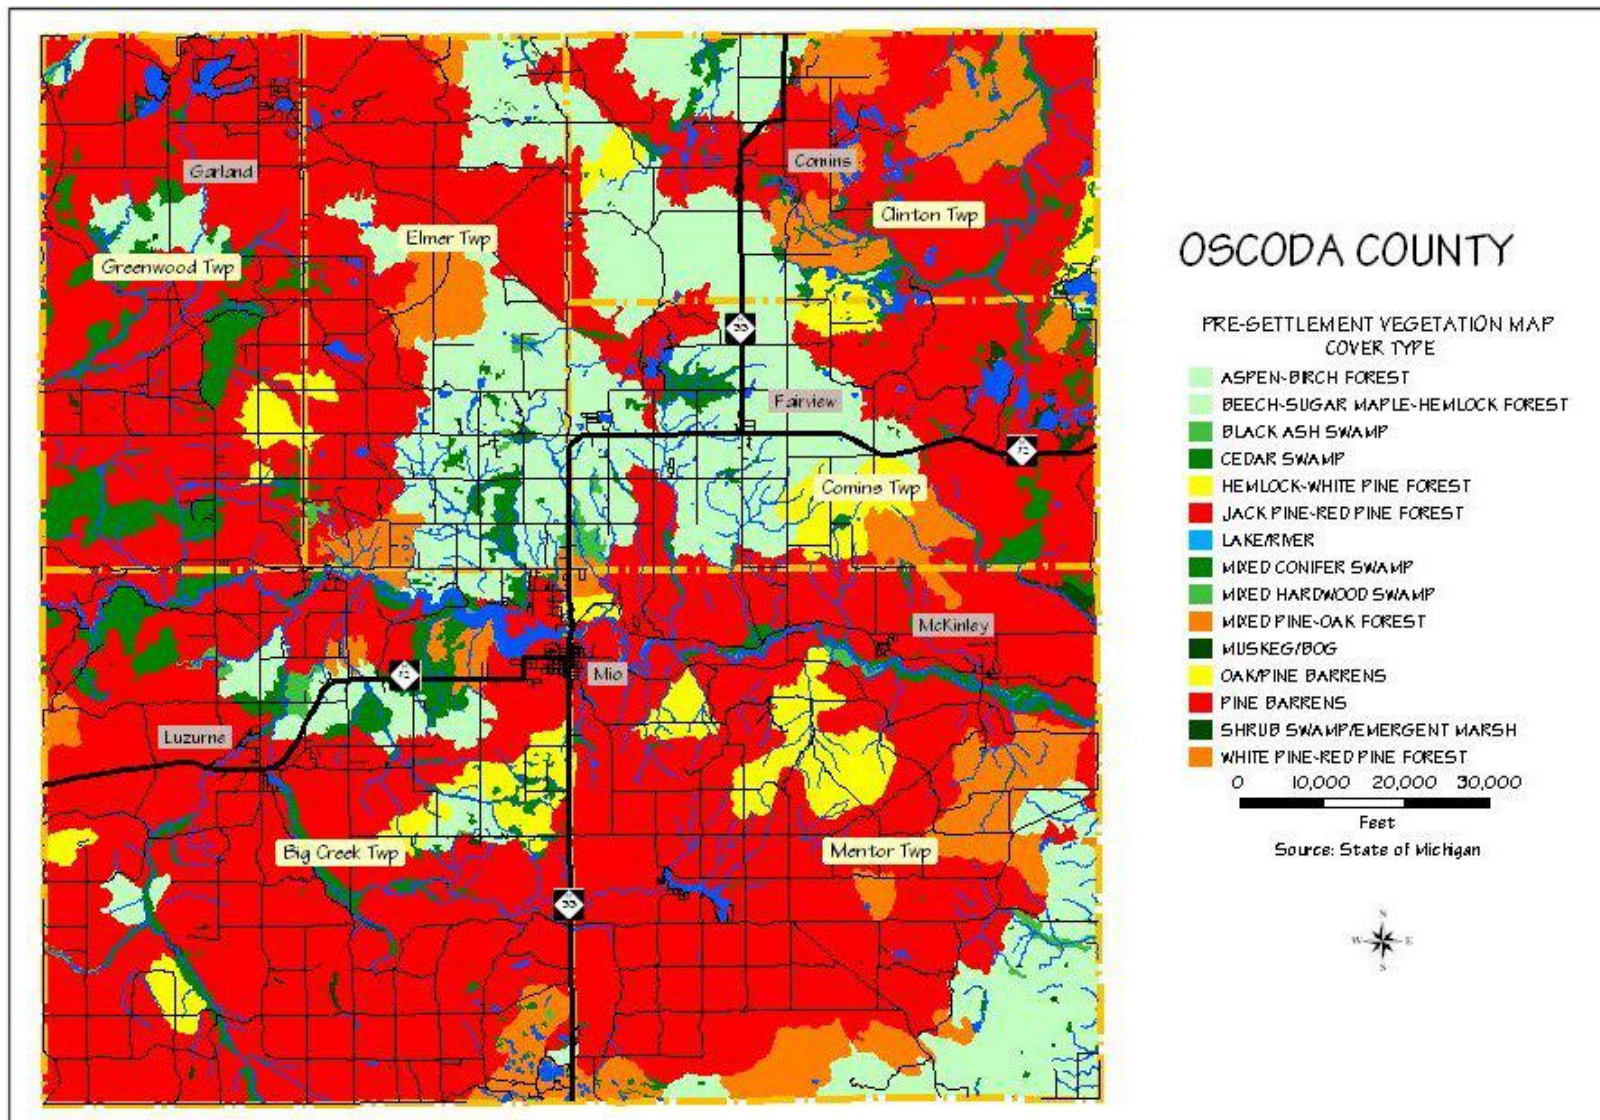 Garland
Comins
Clinton Twp
Elmer Twp
Greenwood Twp
33
Fairview
72
Comins Twp
McKinley
72
Mio
Luzurne
Big Creek Twp
Mentor Twp
33
OSCODA COUNTY
PRE-SETTLEMENT VEGETATION MAP
COVER TYPE
ASPEN-BIRCH FOREST
BEECH-SUGAR MAPLE-HEMLOCK FOREST
BLACK ASH SWAMP
CEDAR SWAMP
HEMLOCK-WHITE PINE FOREST
JACK PINE-RED PINE FOREST
LAKE/RIVER
MIXED CONIFER SWAMP
MIXED HARDWOOD SWAMP
MIXED PINE-OAK FOREST
MUSKEG/BOG
OAK/PINE BARRENS
PINE BARRENS
SHRUB SWAMP/EMERGENT MARSH
WHITE PINE-RED PINE FOREST
0 10,000 20,000 30,000
Feet
Source: State of Michigan
N
W E
S